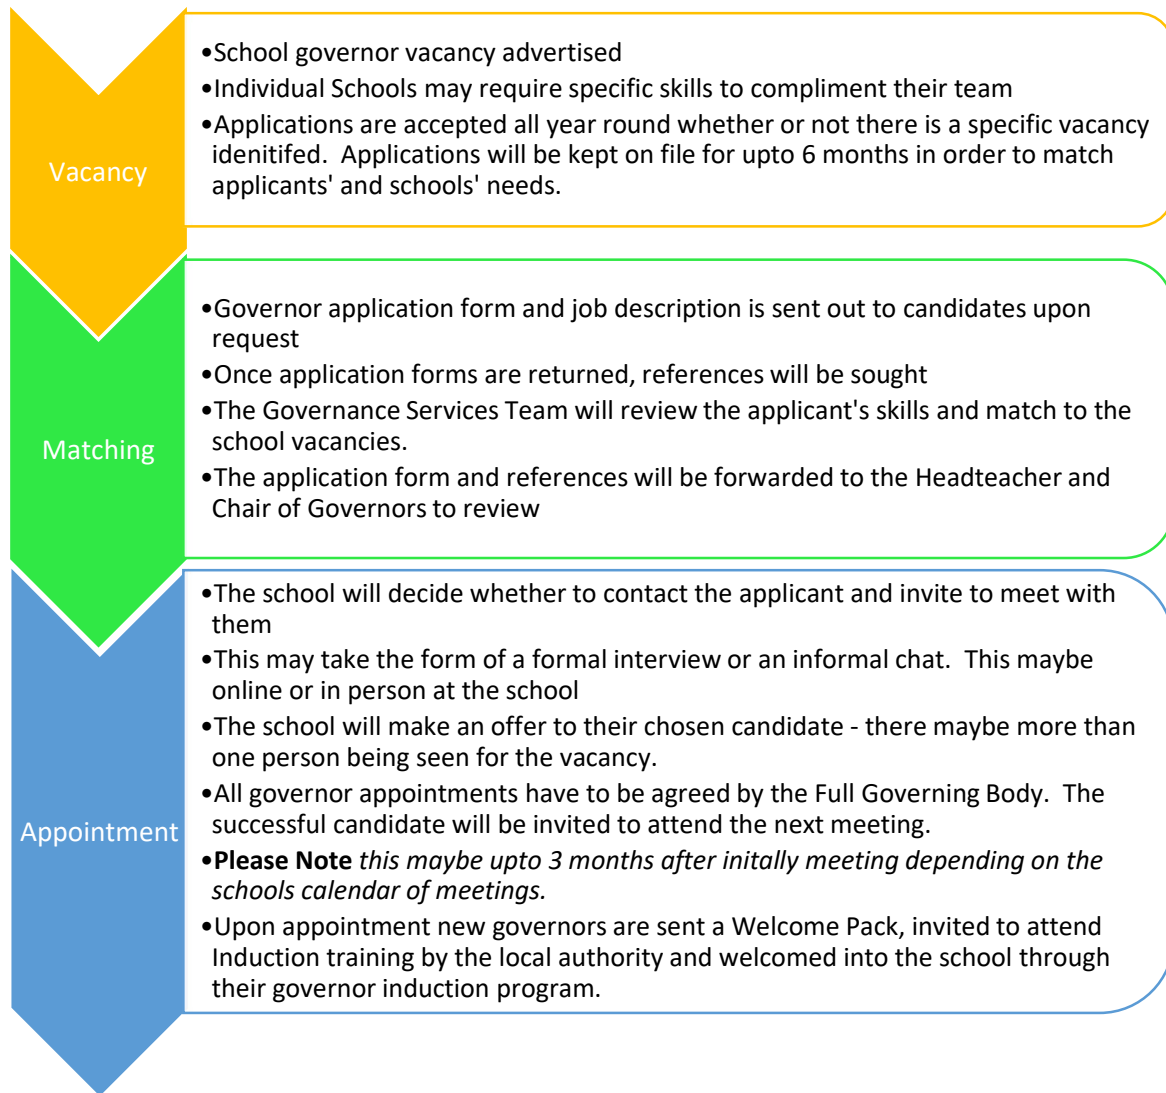 Vacancy
•School governor vacancy advertised
•Individual Schools may require specific skills to compliment their team
•Applications are accepted all year round whether or not there is a specific vacancy
idenitifed.  Applications will be kept on file for upto 6 months in order to match
applicants' and schools' needs.
Matching
•Governor application form and job description is sent out to candidates upon
request
•Once application forms are returned, references will be sought
•The Governance Services Team will review the applicant's skills and match to the
school vacancies.
•The application form and references will be forwarded to the Headteacher and
Chair of Governors to review
Appointment
•The school will decide whether to contact the applicant and invite to meet with
them
•This may take the form of a formal interview or an informal chat.  This maybe
online or in person at the school
•The school will make an offer to their chosen candidate - there maybe more than
one person being seen for the vacancy.
•All governor appointments have to be agreed by the Full Governing Body.  The
successful candidate will be invited to attend the next meeting.
•Please Note this maybe upto 3 months after initally meeting depending on the
schools calendar of meetings.
•Upon appointment new governors are sent a Welcome Pack, invited to attend
Induction training by the local authority and welcomed into the school through
their governor induction program.